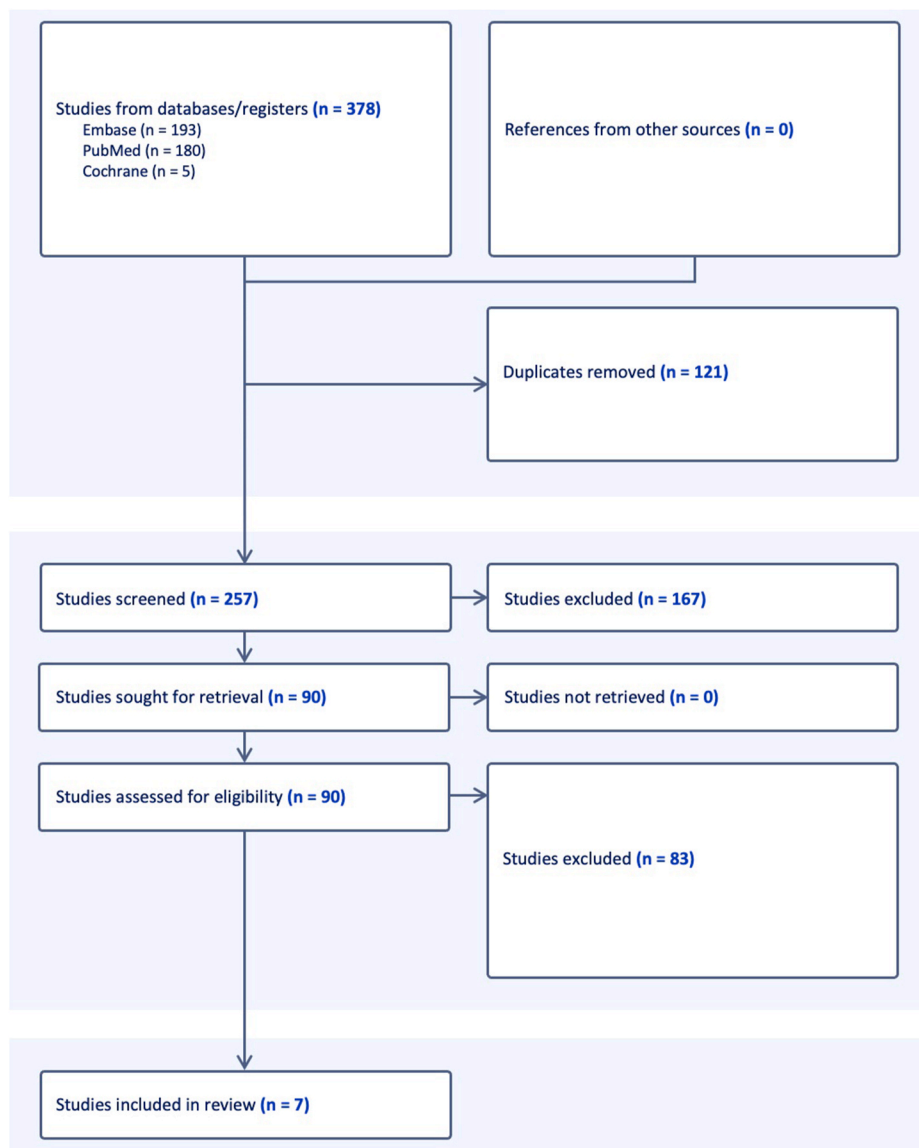 Studies from databases/registers (n = 378)
Embase (n = 193)
PubMed (n = 180)
Cochrane (n = 5)
References from other sources (n = 0)
Duplicates removed (n = 121)
Studies screened (n = 257)
Studies excluded (n = 167)
Studies sought for retrieval (n = 90)
Studies not retrieved (n = 0)
Studies assessed for eligibility (n = 90)
Studies excluded (n = 83)
Studies included in review (n = 7)